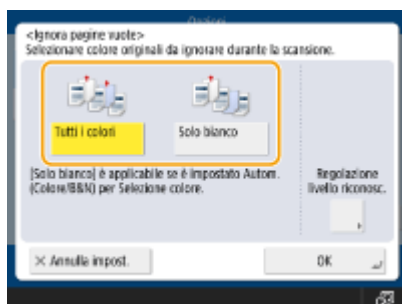 <Ignora pagine vuote>
Selezionare colore originali da ignorare durante la scansione.
Tutti i colori
Solo bianco
[Solo bianco] è applicabile se è impostato Autom.
(Colore/B&N) per Selezione colore.
Regolazione
livello riconosc.
× Annulla impost.
OK